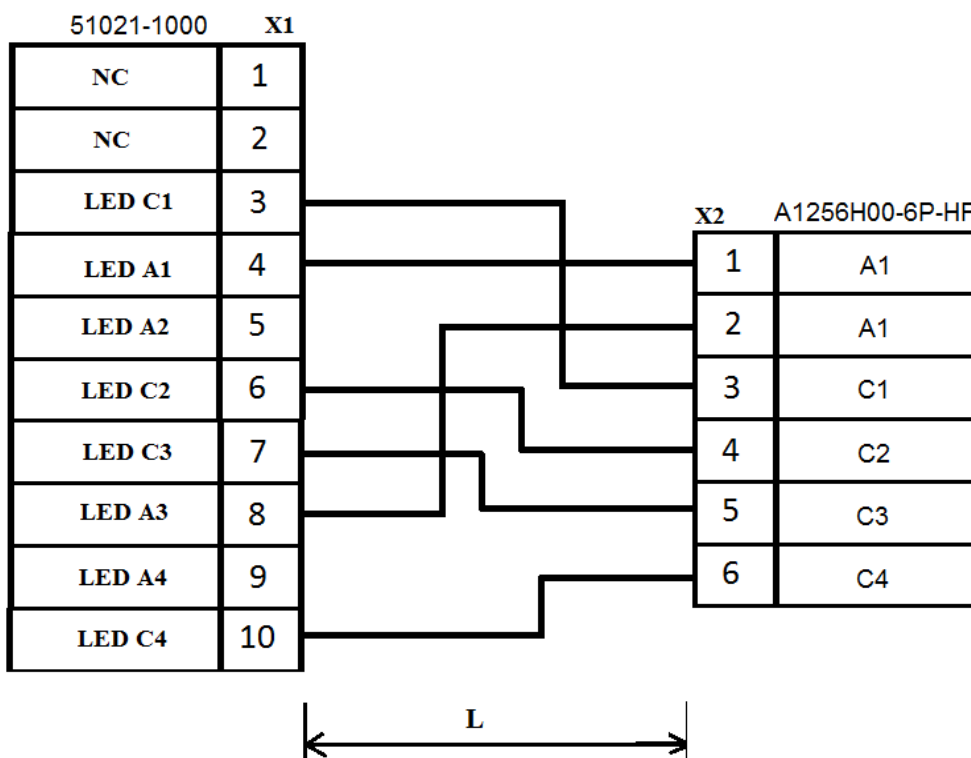 51021-1000 X1
NC 1
NC 2
LED C1 3
LED A1 4
LED A2 5
LED C2 6
LED C3 7
LED A3 8
LED A4 9
LED C4 10
X2 A1256H00-6P-HF
1 A1
2 A1
3 C1
4 C2
5 C3
6 C4
L